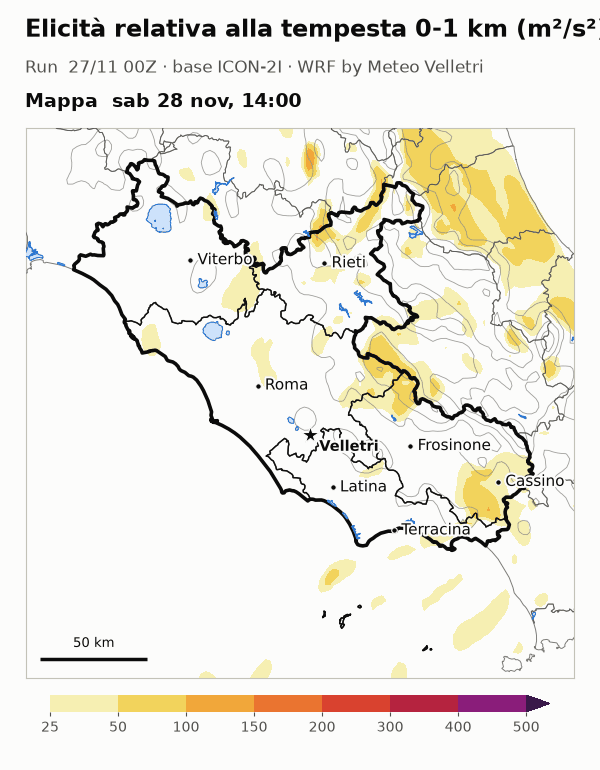 Elicità relativa alla tempesta 0-1 km (m²/s²)
Run 27/11 00Z · base ICON-2I · WRF by Meteo Velletri
Mappa sab 28 nov, 14:00
Viterbo
Rieti
Roma
Velletri
Frosinone
Latina
Cassino
Terracina
50 km
25 50 100 150 200 300 400 500